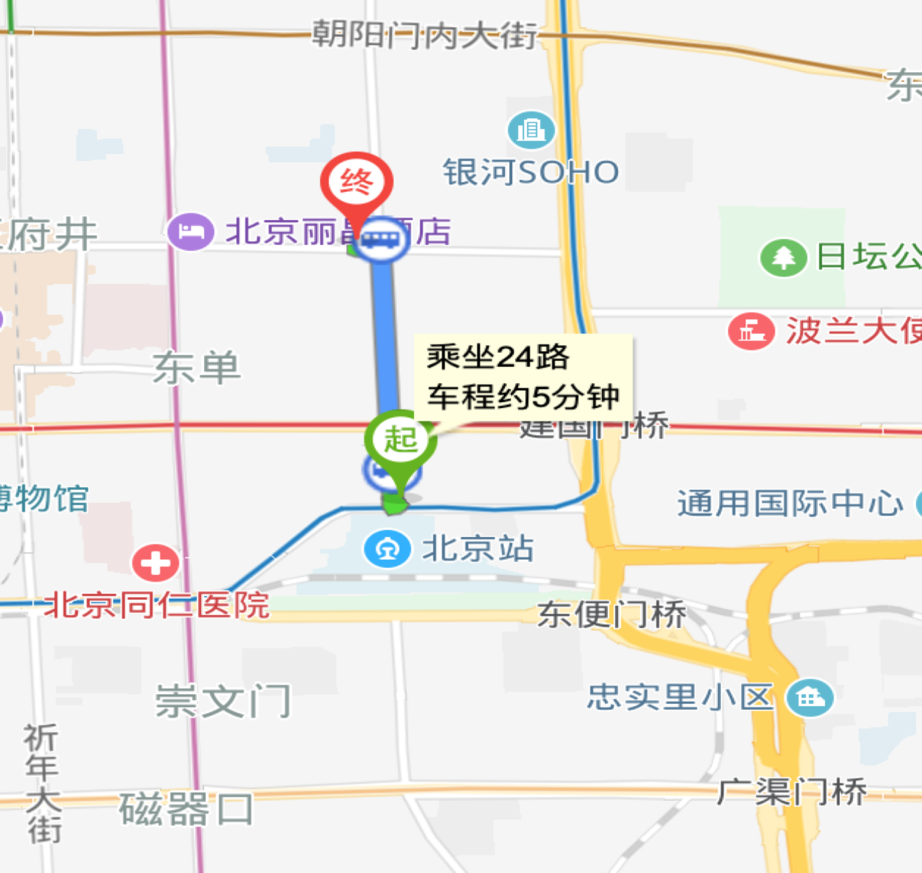 朝阳门内大街
东
银河SOHO
终
府井
北京丽
店
日坛公
波兰大使
乘坐24路
车程约5分钟
东单
起
建国门桥
博物馆
通用国际中心
北京站
北京同仁医院
东便门桥
崇文门
忠实里小区
祈年大街
广渠门桥
磁器口